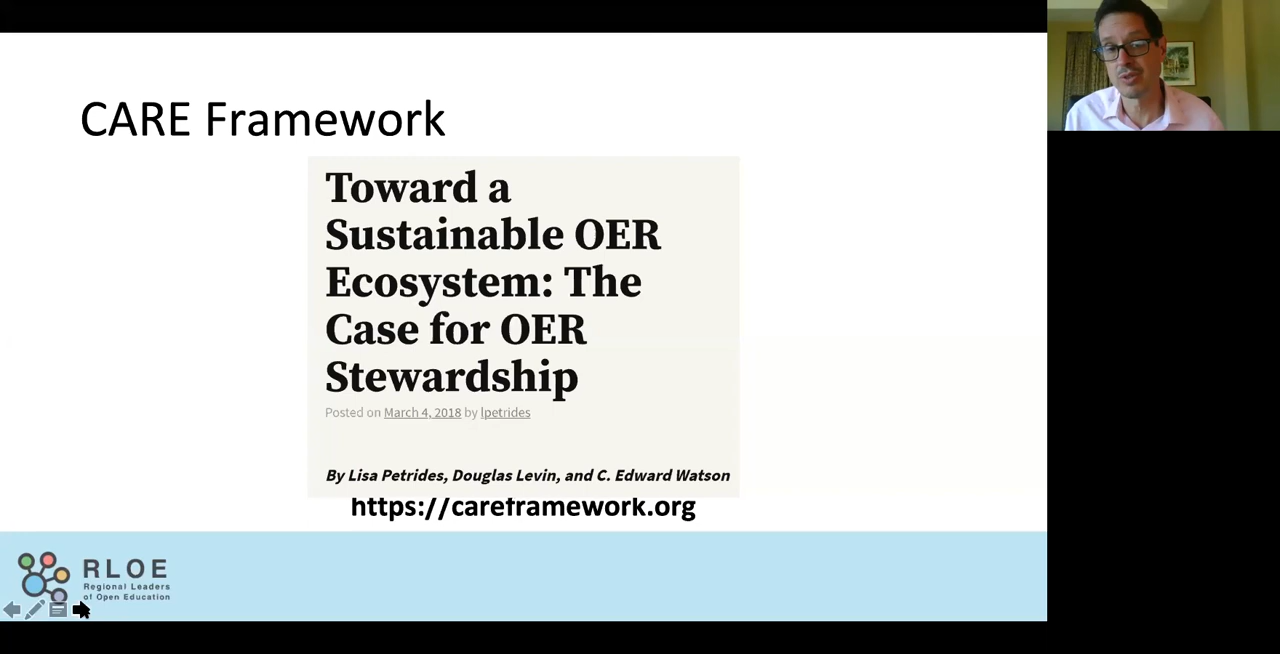 CARE Framework
Toward a
Sustainable OER
Ecosystem: The
Case for OER
Stewardship
Posted on March 4, 2018 by lpetrides
By Lisa Petrides, Douglas Levin, and C. Edward Watson
https://careframework.org
RLOE
Regional Leaders
of Open Education